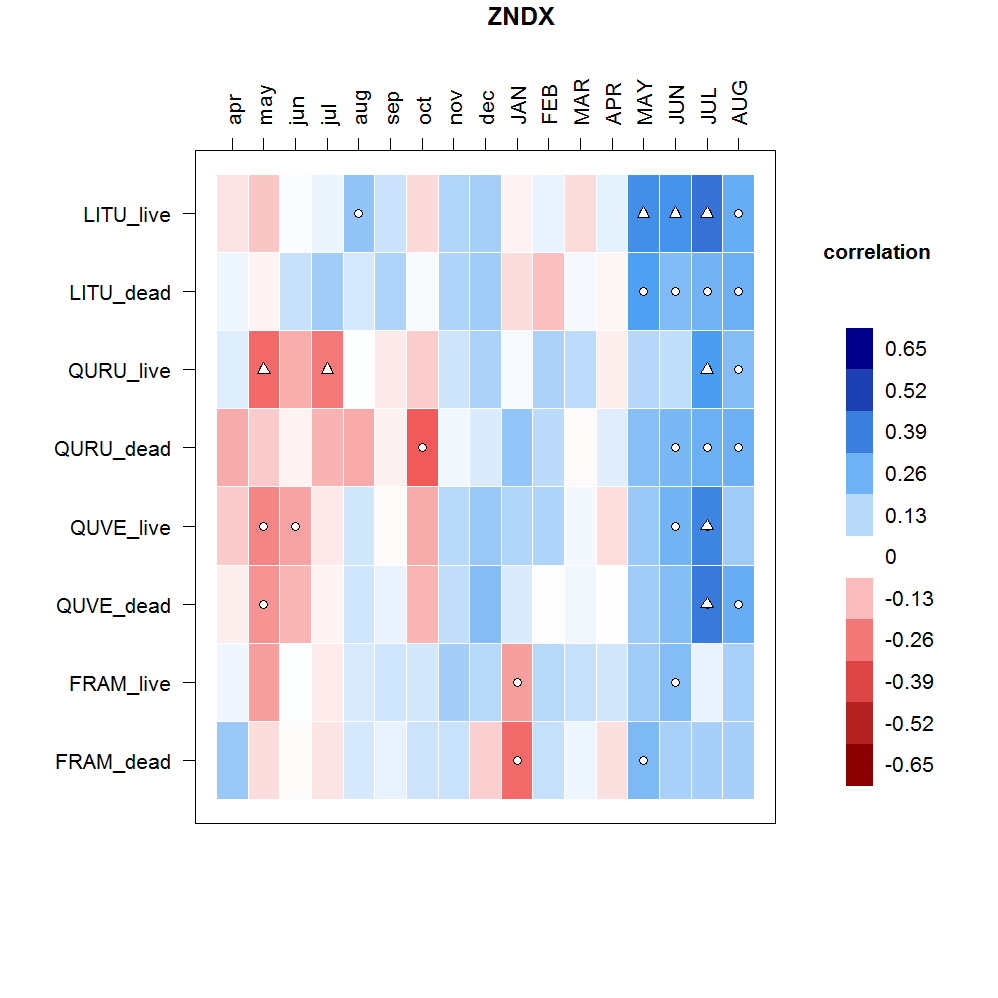 ZNDX
apr may jun jul aug sep oct nov dec JAN FEB MAR APR MAY JUN JUL AUG
LITU_live
LITU_dead
QURU_live
QURU_dead
QUVE_live
QUVE_dead
FRAM_live
FRAM_dead
correlation
0.65
0.52
0.39
0.26
0.13
0
-0.13
-0.26
-0.39
-0.52
-0.65